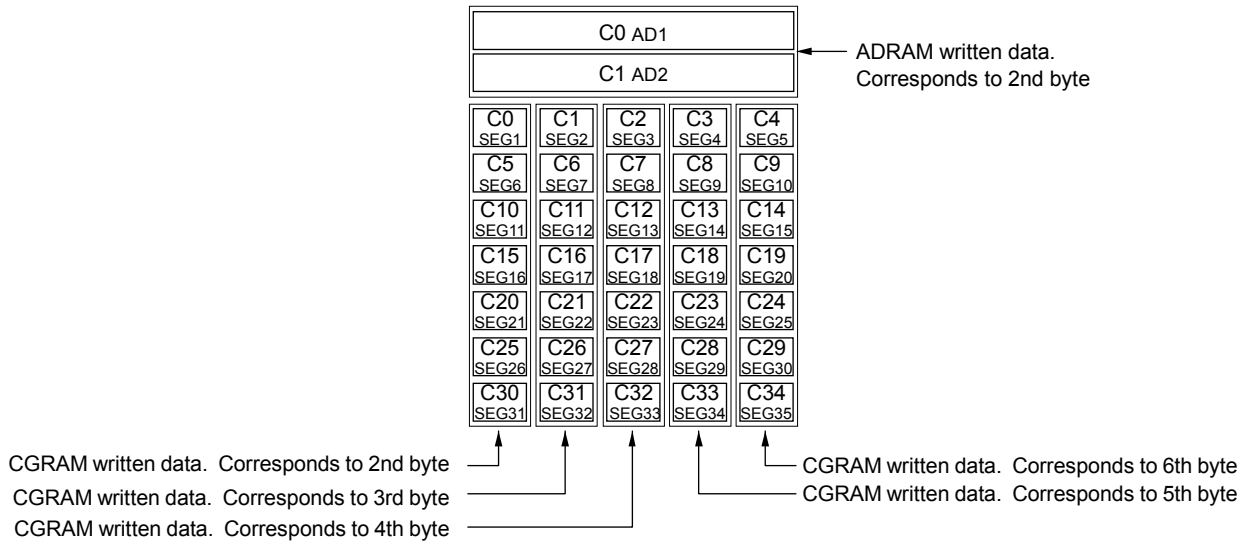 C0 AD1
C1 AD2
ADRAM written data.
Corresponds to 2nd byte
C0 C1 C2 C3 C4
SEG1 SEG2 SEG3 SEG4 SEG5
C5 C6 C7 C8 C9
SEG6 SEG7 SEG8 SEG9 SEG10
C10 C11 C12 C13 C14
SEG11 SEG12 SEG13 SEG14 SEG15
C15 C16 C17 C18 C19
SEG16 SEG17 SEG18 SEG19 SEG20
C20 C21 C22 C23 C24
SEG21 SEG22 SEG23 SEG24 SEG25
C25 C26 C27 C28 C29
SEG26 SEG27 SEG28 SEG29 SEG30
C30 C31 C32 C33 C34
SEG31 SEG32 SEG33 SEG34 SEG35
CGRAM written data. Corresponds to 2nd byte
CGRAM written data. Corresponds to 3rd byte
CGRAM written data. Corresponds to 4th byte
CGRAM written data. Corresponds to 6th byte
CGRAM written data. Corresponds to 5th byte